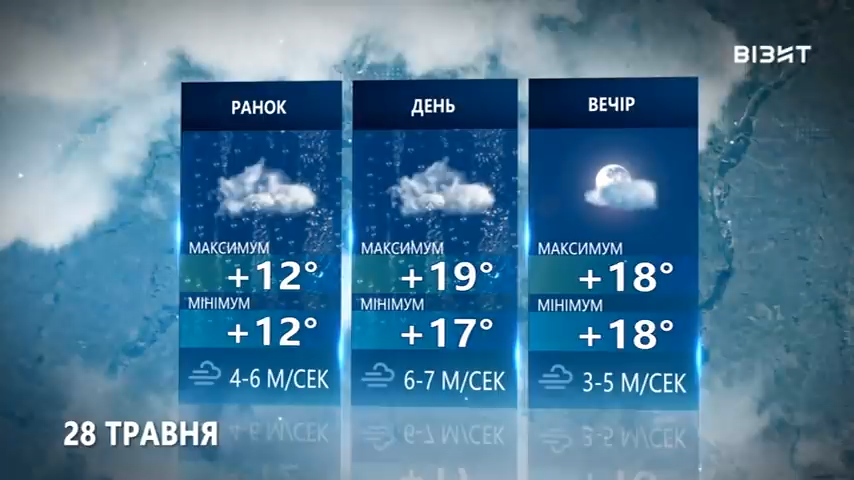 ВІЗИТ
РАНОК
МАКСИМУМ
+12°
МІНІМУМ
+12°
4-6 М/СЕК
ДЕНЬ
МАКСИМУМ
+19°
МІНІМУМ
+17°
6-7 М/СЕК
ВЕЧІР
МАКСИМУМ
+18°
МІНІМУМ
+18°
3-5 М/СЕК
28 ТРАВНЯ